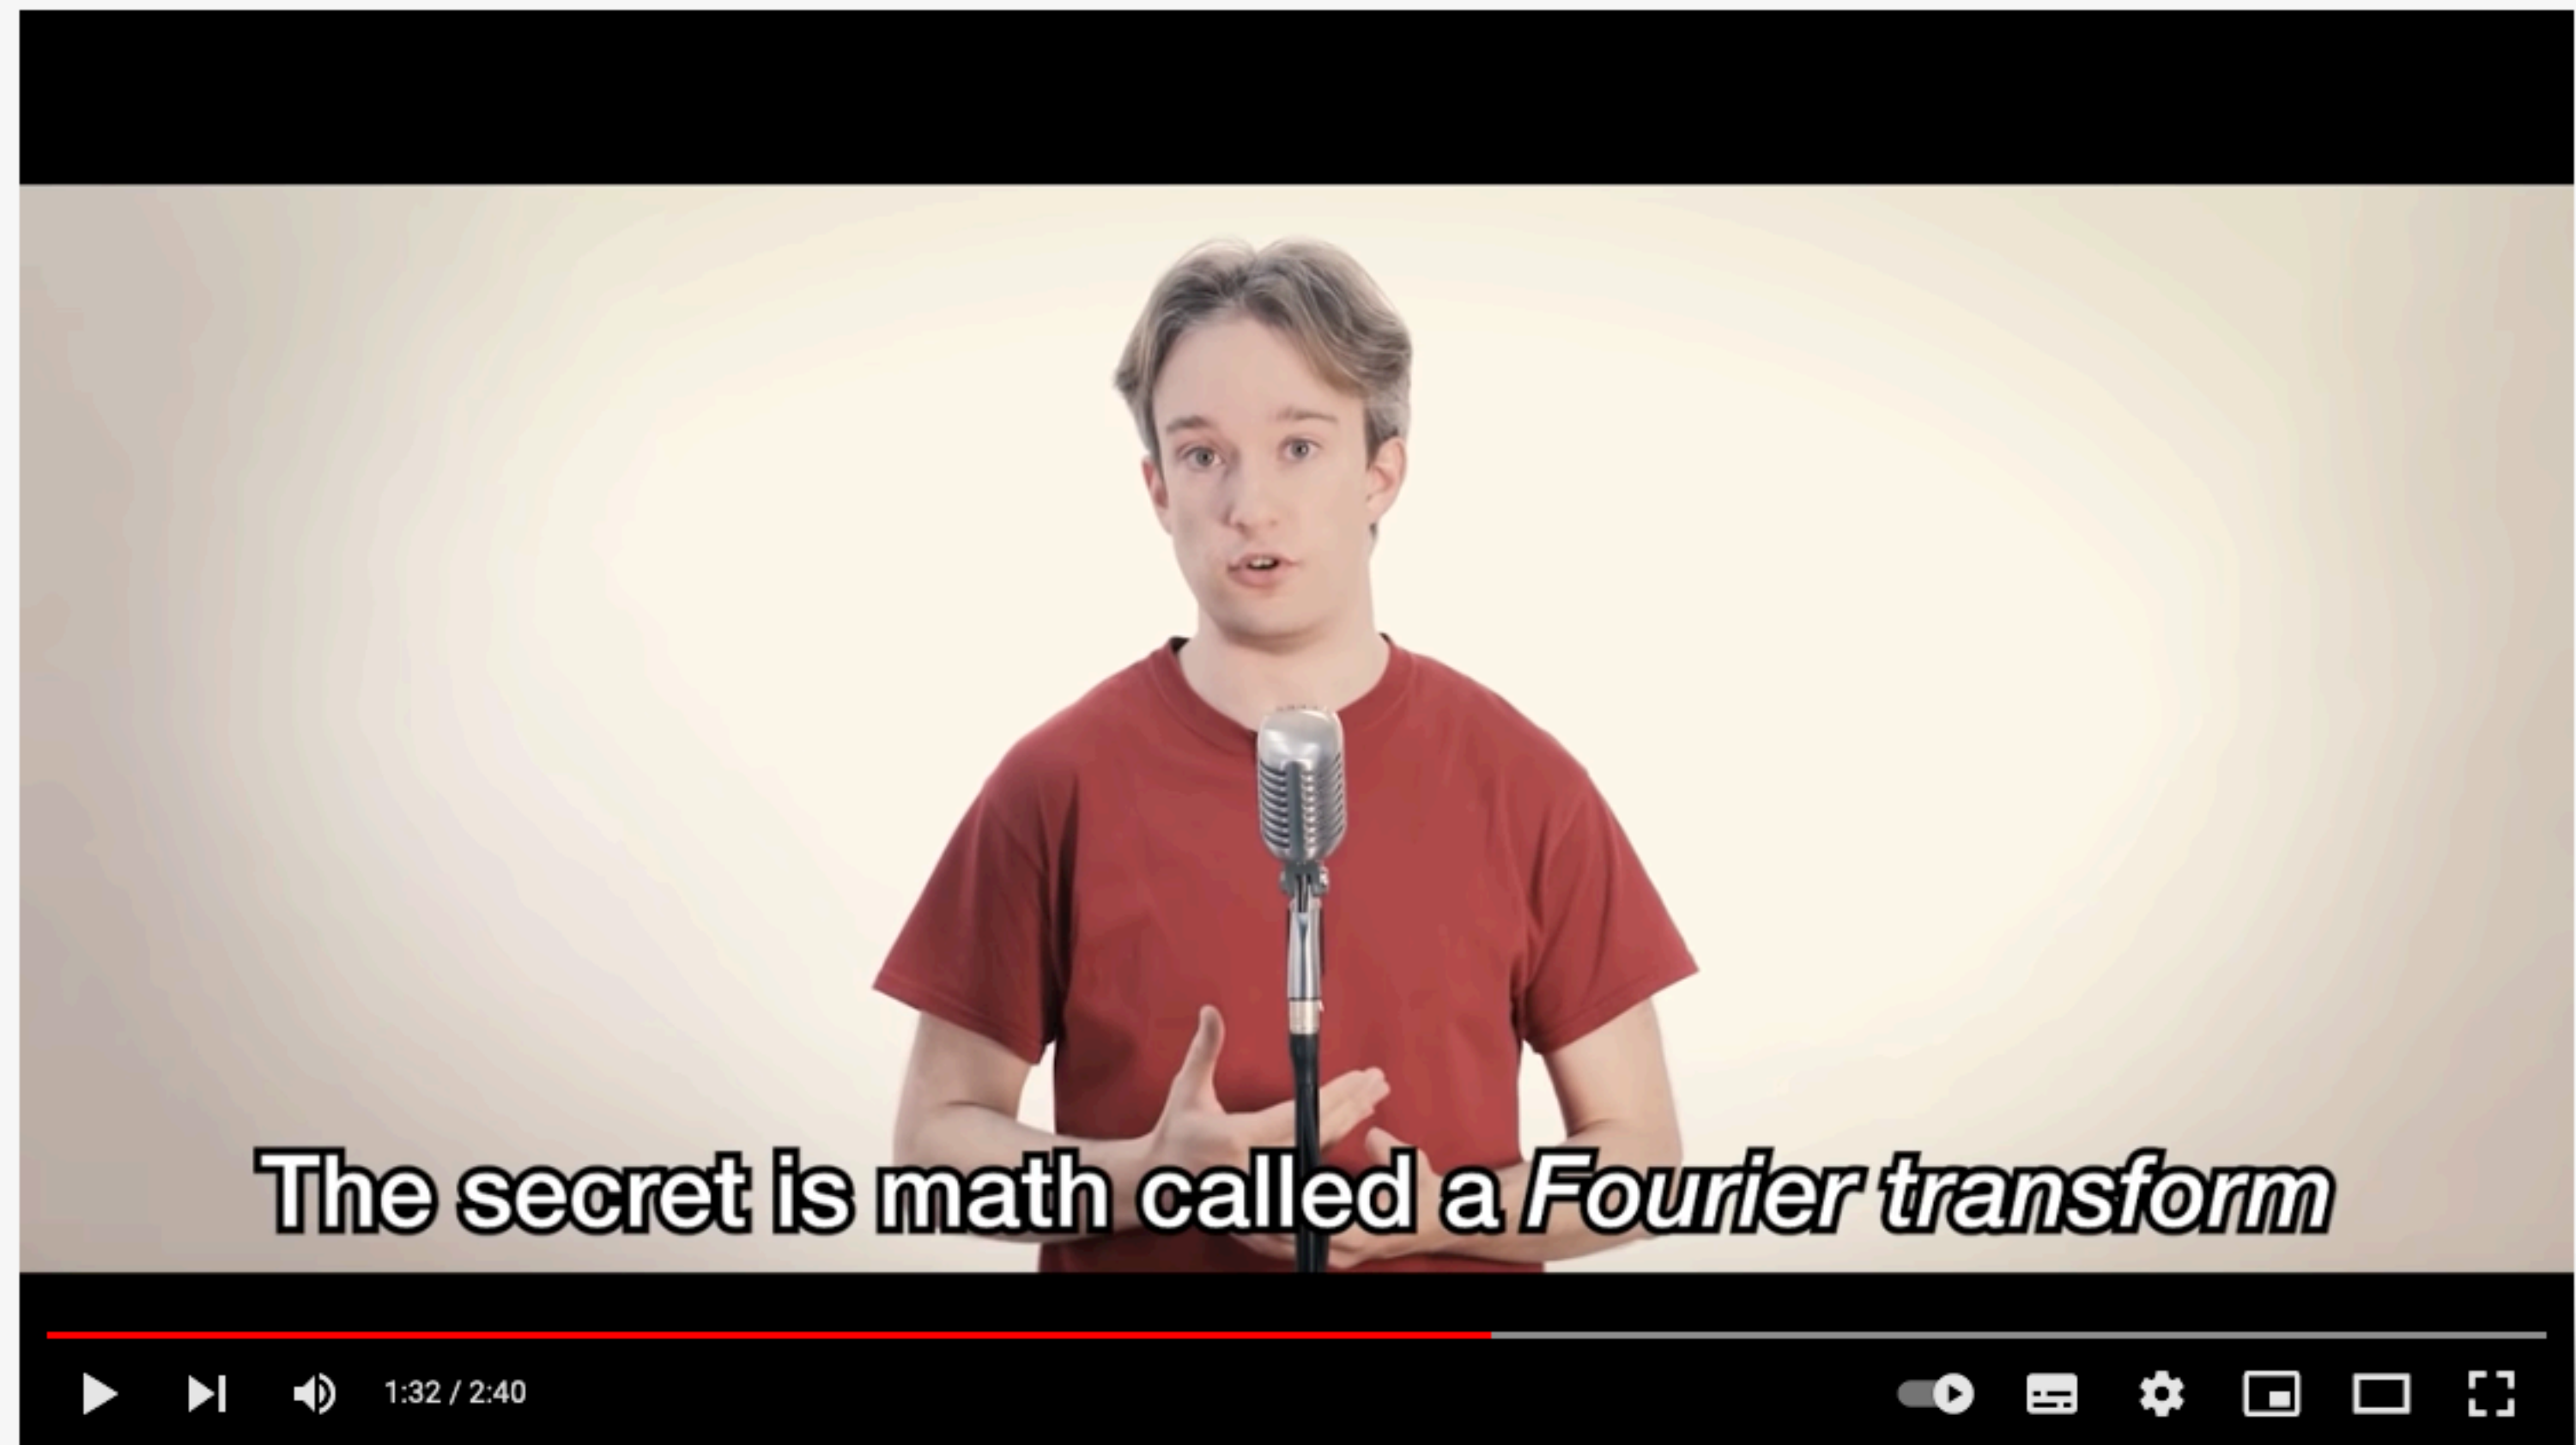 The secret is math called a Fourier transform
1:32 / 2:40